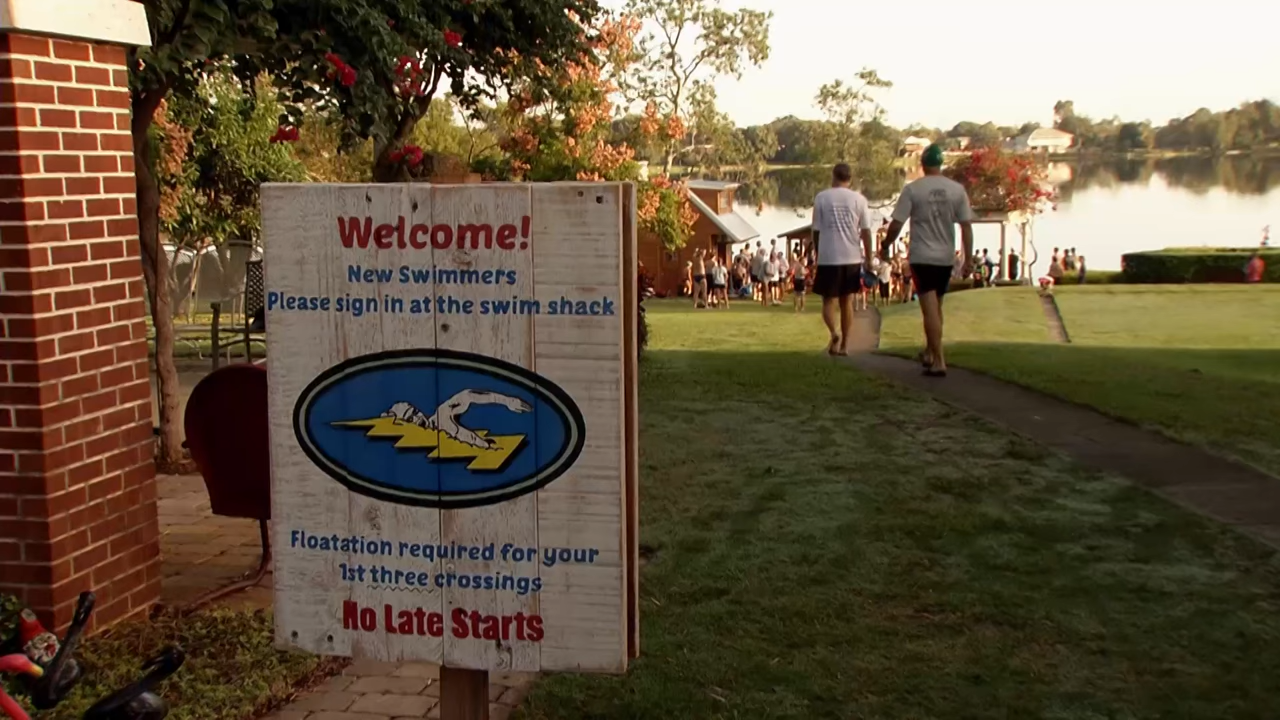 Welcome!
New Swimmers
Please sign in at the swim shack
Floatation required for your
1st three crossings
No Late Starts